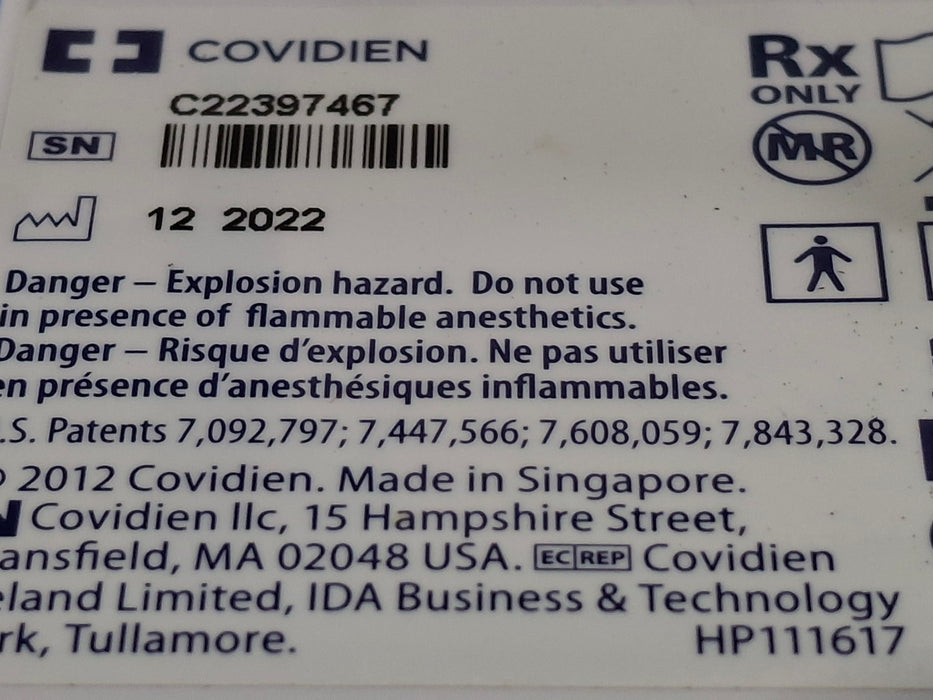 COVIDIEN
Rx
ONLY
C22397467
SN
MR
12 2022
Danger – Explosion hazard. Do not use
in presence of flammable anesthetics.
Danger – Risque d'explosion. Ne pas utiliser
en présence d'anesthésiques inflammables.
.S. Patents 7,092,797; 7,447,566; 7,608,059; 7,843,328.
© 2012 Covidien. Made in Singapore.
Covidien llc, 15 Hampshire Street,
ansfield, MA 02048 USA. EC REP Covidien
eland Limited, IDA Business & Technology
rk, Tullamore. HP111617